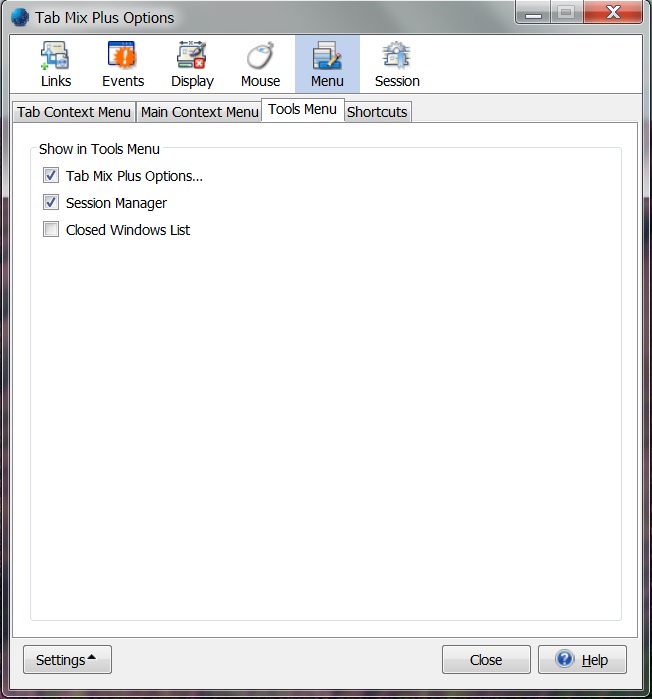 Tab Mix Plus Options
Links Events Display Mouse Menu Session
Tab Context Menu Main Context Menu Tools Menu Shortcuts
Show in Tools Menu
Tab Mix Plus Options...
Session Manager
Closed Windows List
Settings Close Help